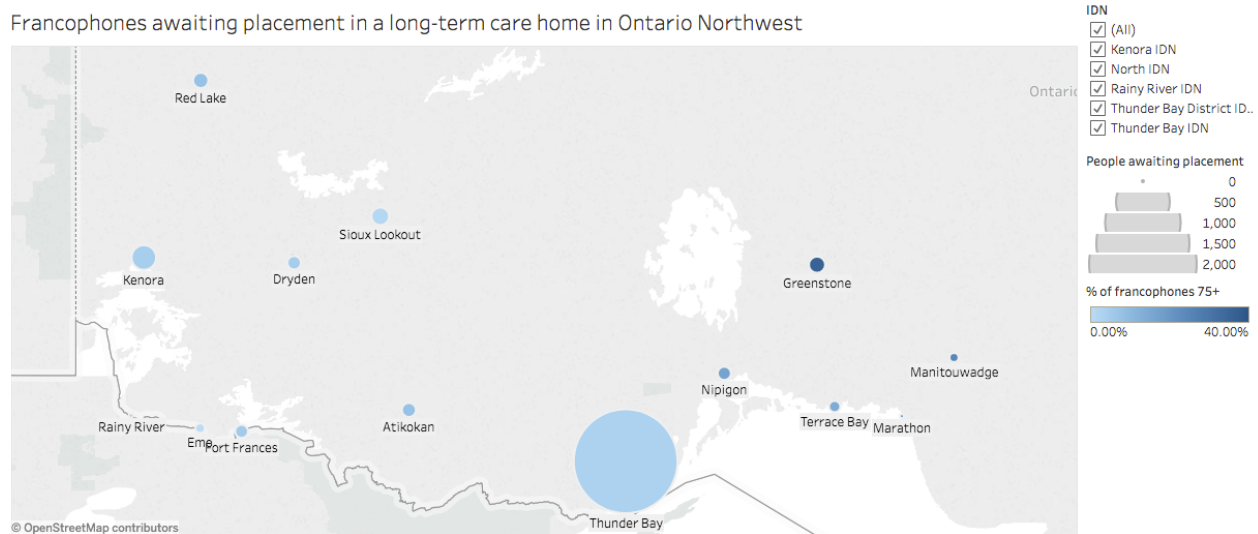 Francophones awaiting placement in a long-term care home in Ontario Northwest
Red Lake
Ontario
Sioux Lookout
Kenora
Dryden
Greenstone
Manitouwadge
Nipigon
Rainy River
Emo
Fort Frances
Atikokan
Terrace Bay
Marathon
Thunder Bay
© OpenStreetMap contributors
IDN
(All)
Kenora IDN
North IDN
Rainy River IDN
Thunder Bay District ID..
Thunder Bay IDN
People awaiting placement
0
500
1,000
1,500
2,000
% of francophones 75+
0.00% 40.00%